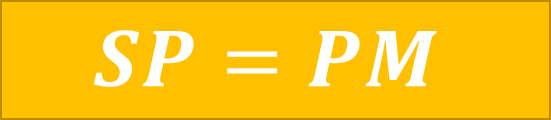 SP = PM